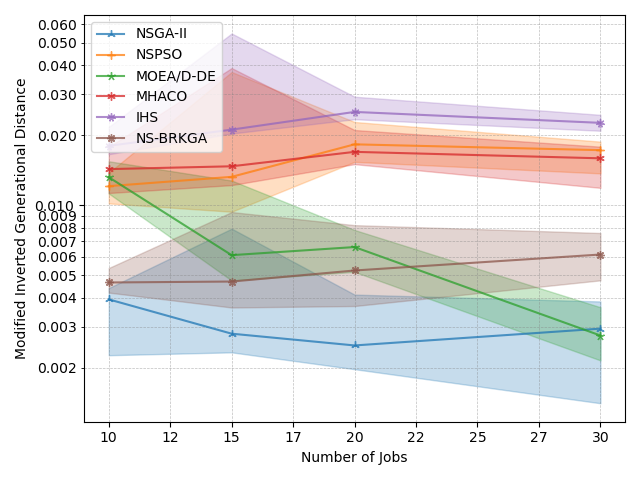 0.060
0.050
0.040
0.030
0.020
0.010
0.009
0.008
0.007
0.006
0.005
0.004
0.003
0.002
Modified Inverted Generational Distance
NSGA-II
NSPSO
MOEA/D-DE
MHACO
IHS
NS-BRKGA
10 12 15 17 20 22 25 27 30
Number of Jobs